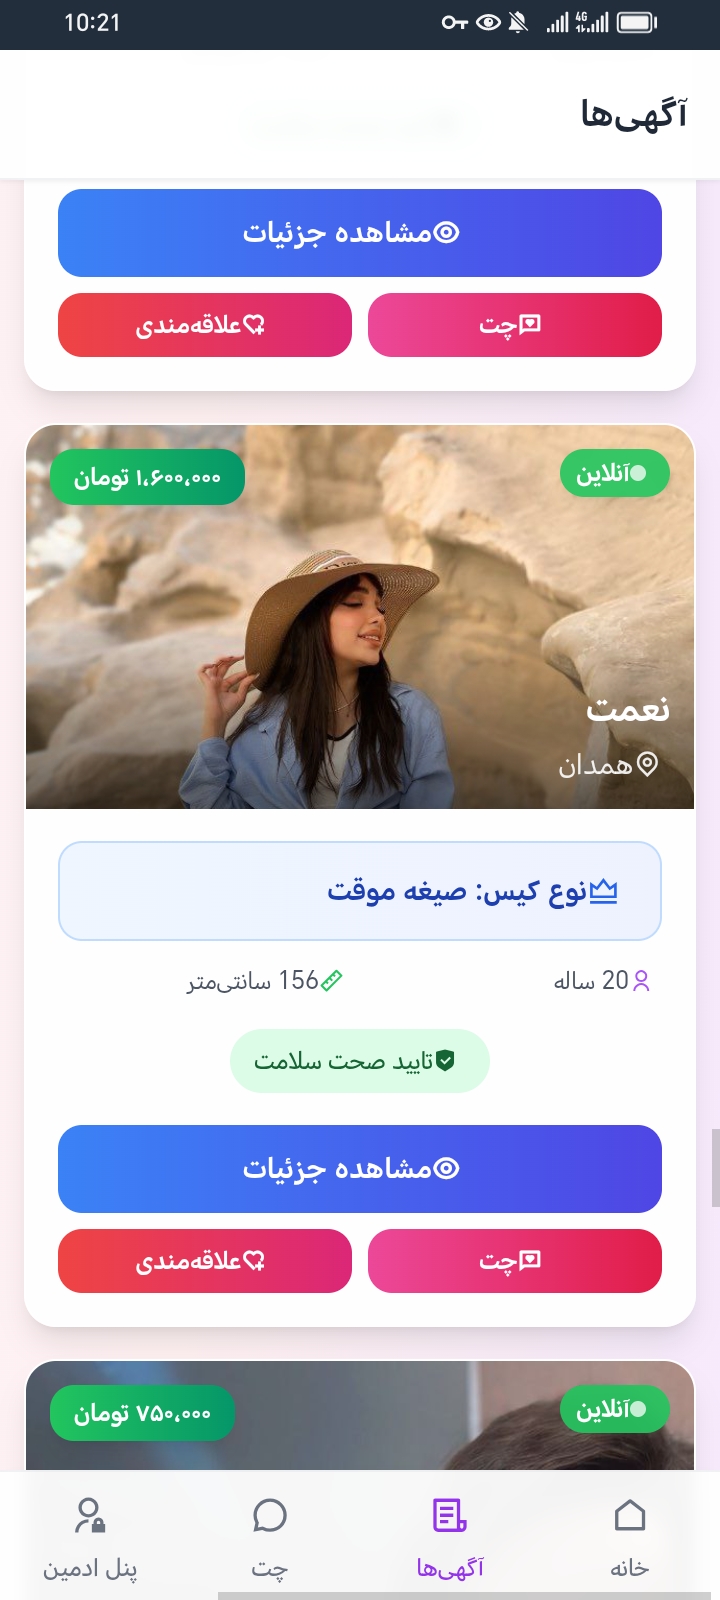 10:21
4G
آگهی‌ها
مشاهده جزئیات
چت
علاقه‌مندی
آنلاین
۱,۶۰۰,۰۰۰ تومان
نعمت
همدان
نوع کیس: صیغه موقت
20 ساله
156 سانتی‌متر
تایید صحت سلامت
مشاهده جزئیات
چت
علاقه‌مندی
آنلاین
۷۵۰,۰۰۰ تومان
خانه
آگهی‌ها
چت
پنل ادمین